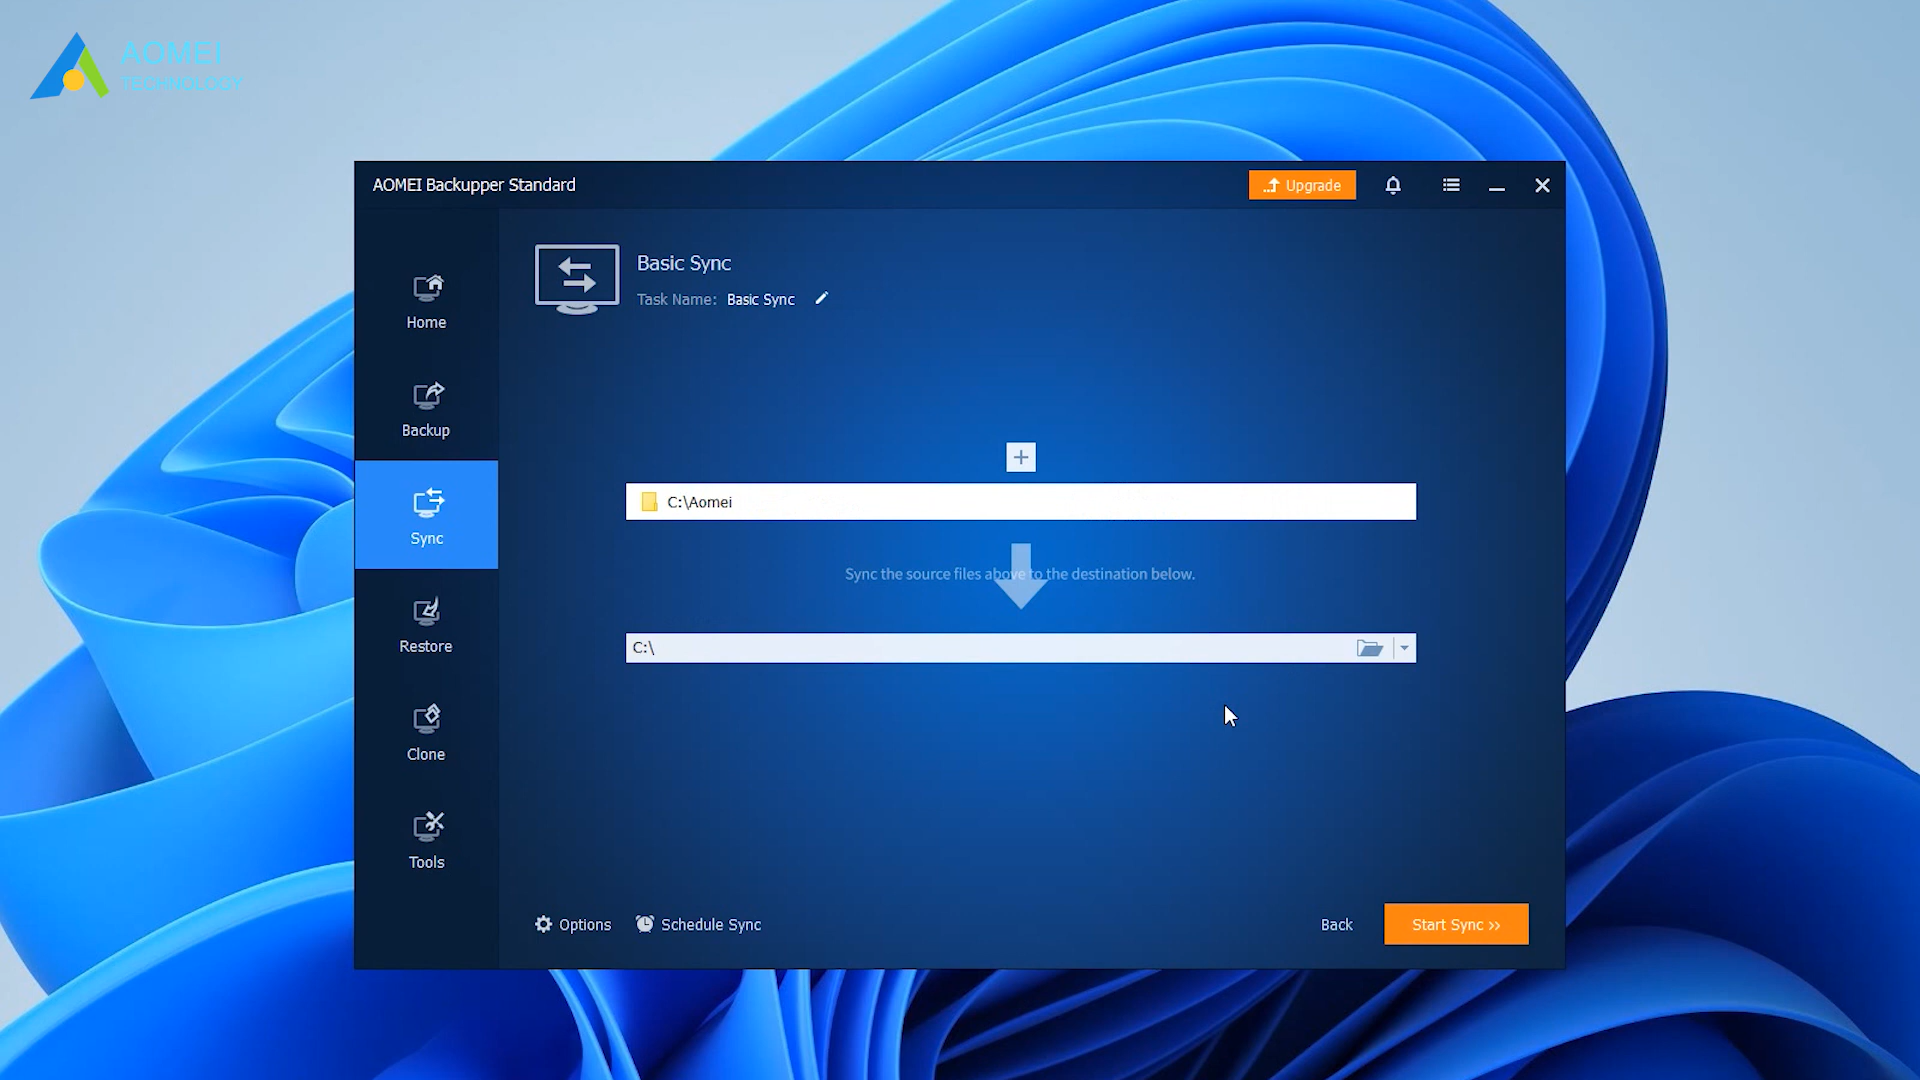 AOMEI
TECHNOLOGY
AOMEI Backupper Standard
Upgrade
Home
Backup
Sync
Restore
Clone
Tools
Basic Sync
Task Name: Basic Sync
C:\Aomei
Sync the source files above to the destination below.
C:\
Options
Schedule Sync
Back
Start Sync >>